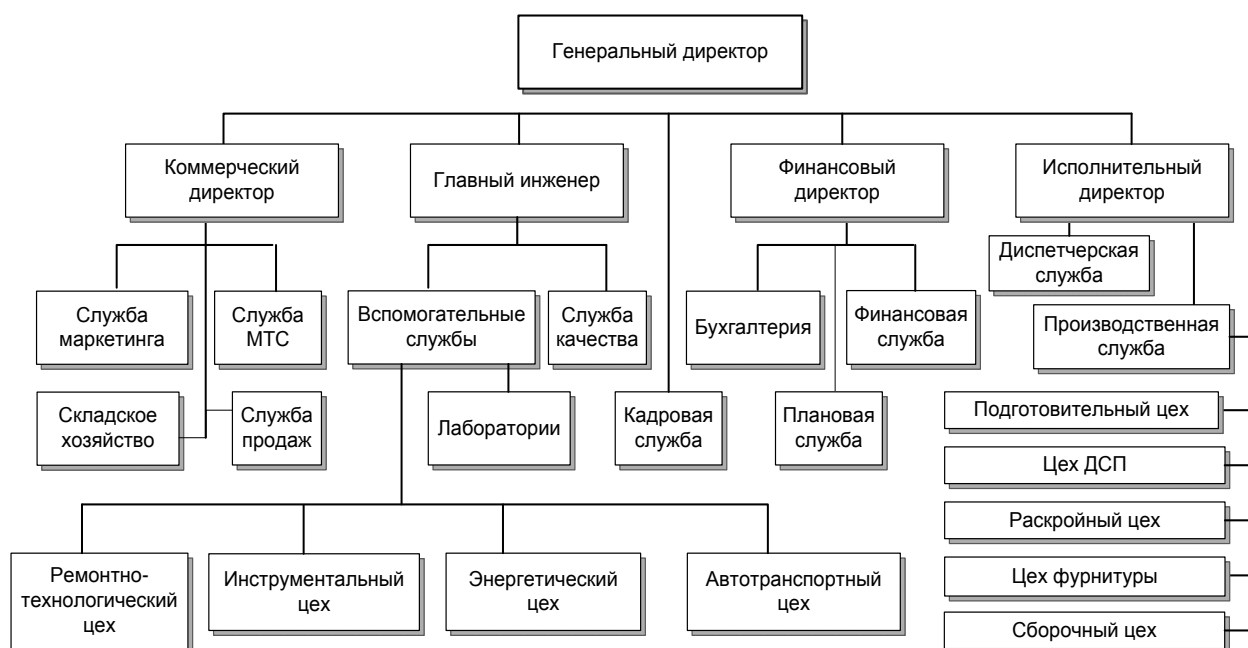 Генеральный директор
Коммерческий
директор
Главный инженер
Финансовый
директор
Исполнительный
директор
Диспетчерская
служба
Служба
маркетинга
Служба
МТС
Вспомогательные
службы
Служба
качества
Бухгалтерия
Финансовая
служба
Производственная
служба
Складское
хозяйство
Служба
продаж
Лаборатории
Кадровая
служба
Плановая
служба
Подготовительный цех
Цех ДСП
Раскройный цех
Цех фурнитуры
Сборочный цех
Ремонтно-
технологический
цех
Инструментальный
цех
Энергетический
цех
Автотранспортный
цех